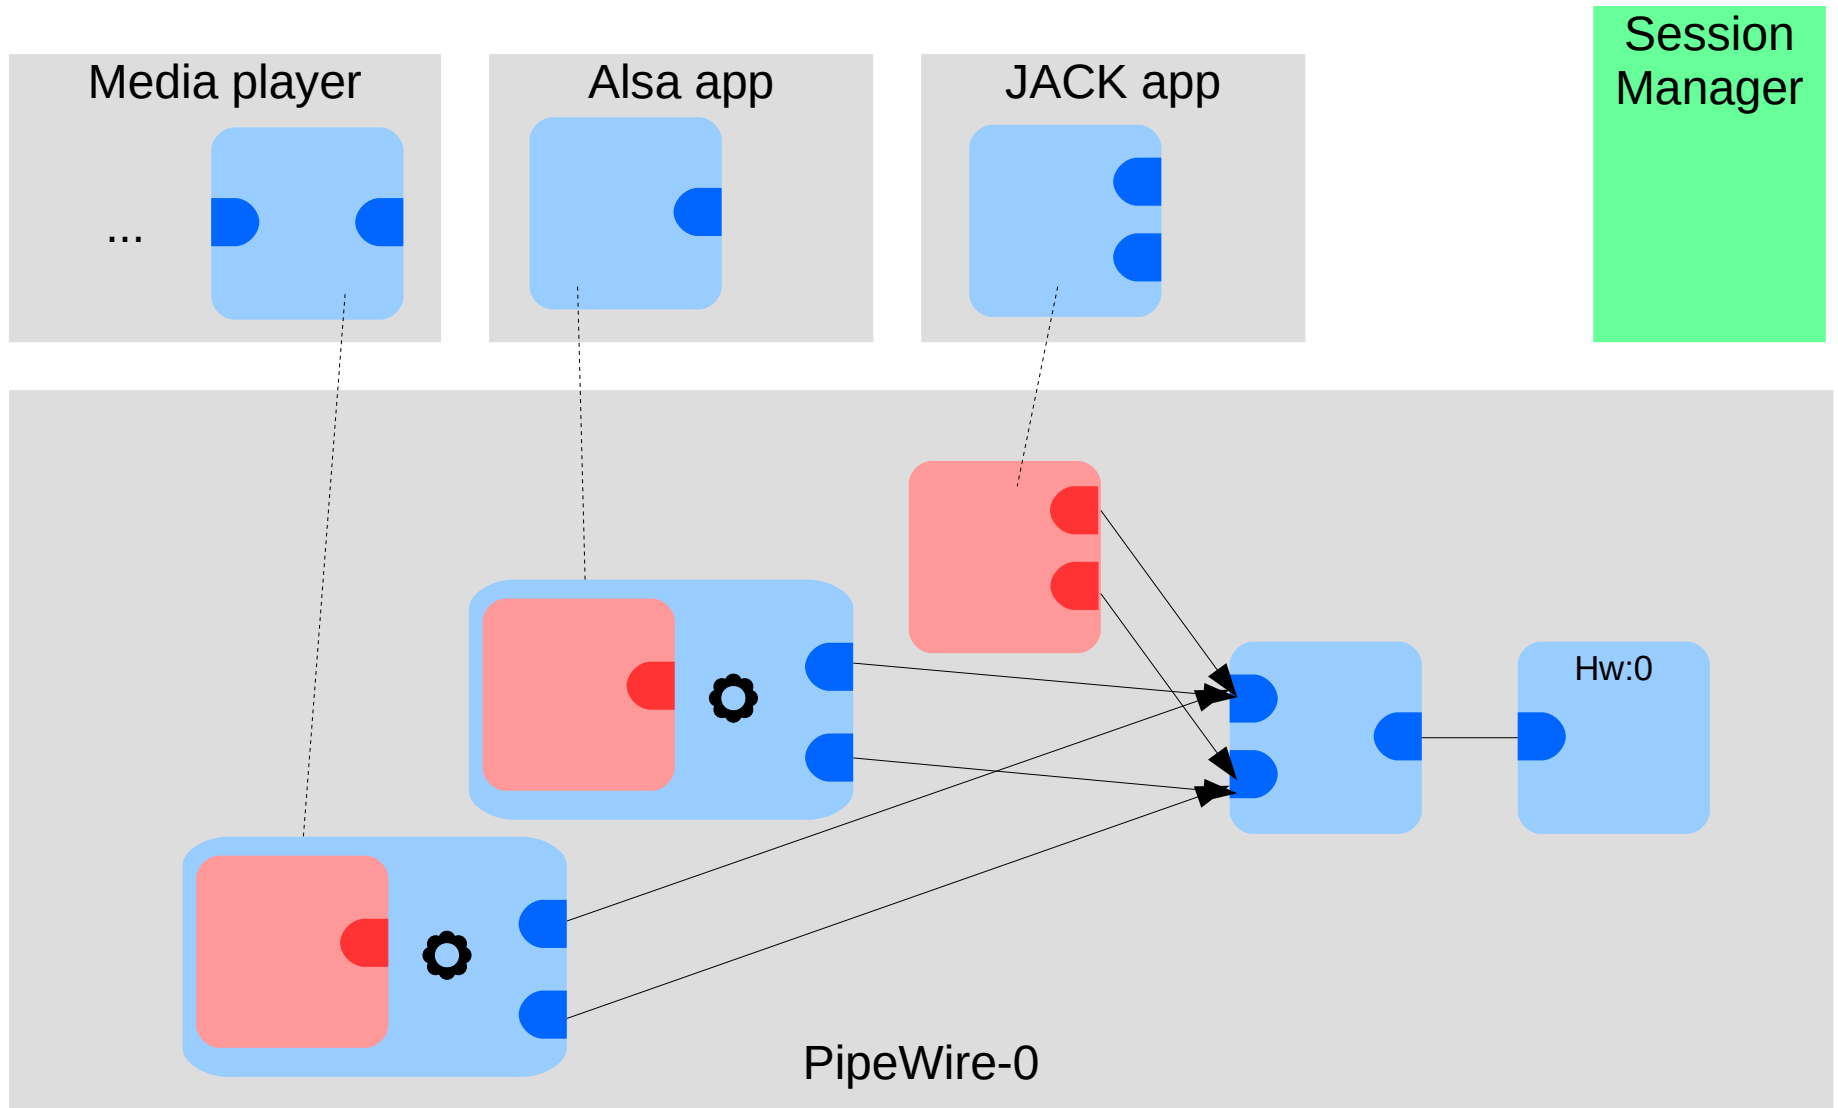 Media player
Alsa app
JACK app
Session
Manager
...
Hw:0
PipeWire-0